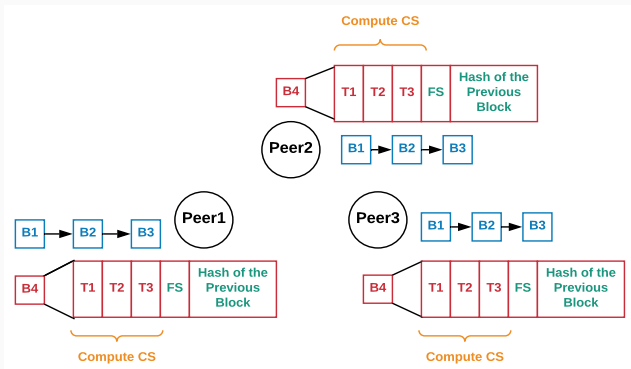 Compute CS
B4
T1
T2
T3
FS
Hash of the
Previous
Block
Peer2
B1
B2
B3
Peer1
B1
B2
B3
B4
T1
T2
T3
FS
Hash of the
Previous
Block
Compute CS
Peer3
B1
B2
B3
B4
T1
T2
T3
FS
Hash of the
Previous
Block
Compute CS